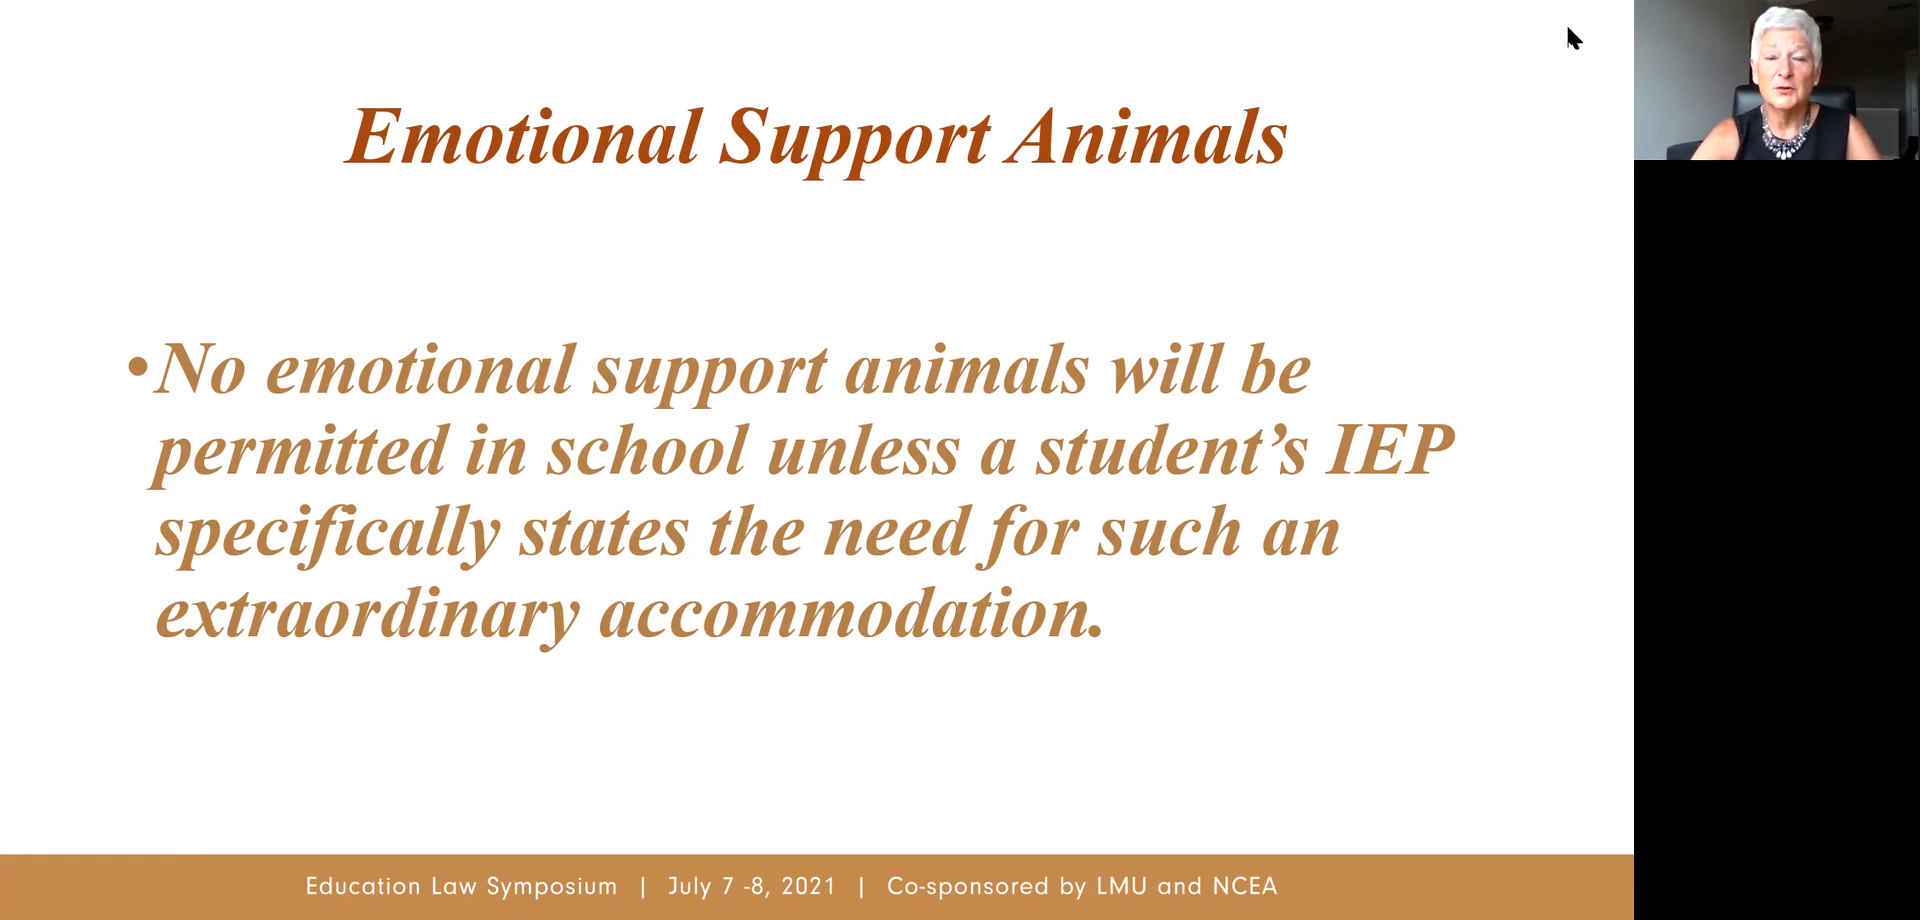 Emotional Support Animals
•No emotional support animals will be
permitted in school unless a student’s IEP
specifically states the need for such an
extraordinary accommodation.
Education Law Symposium | July 7 -8, 2021 | Co-sponsored by LMU and NCEA